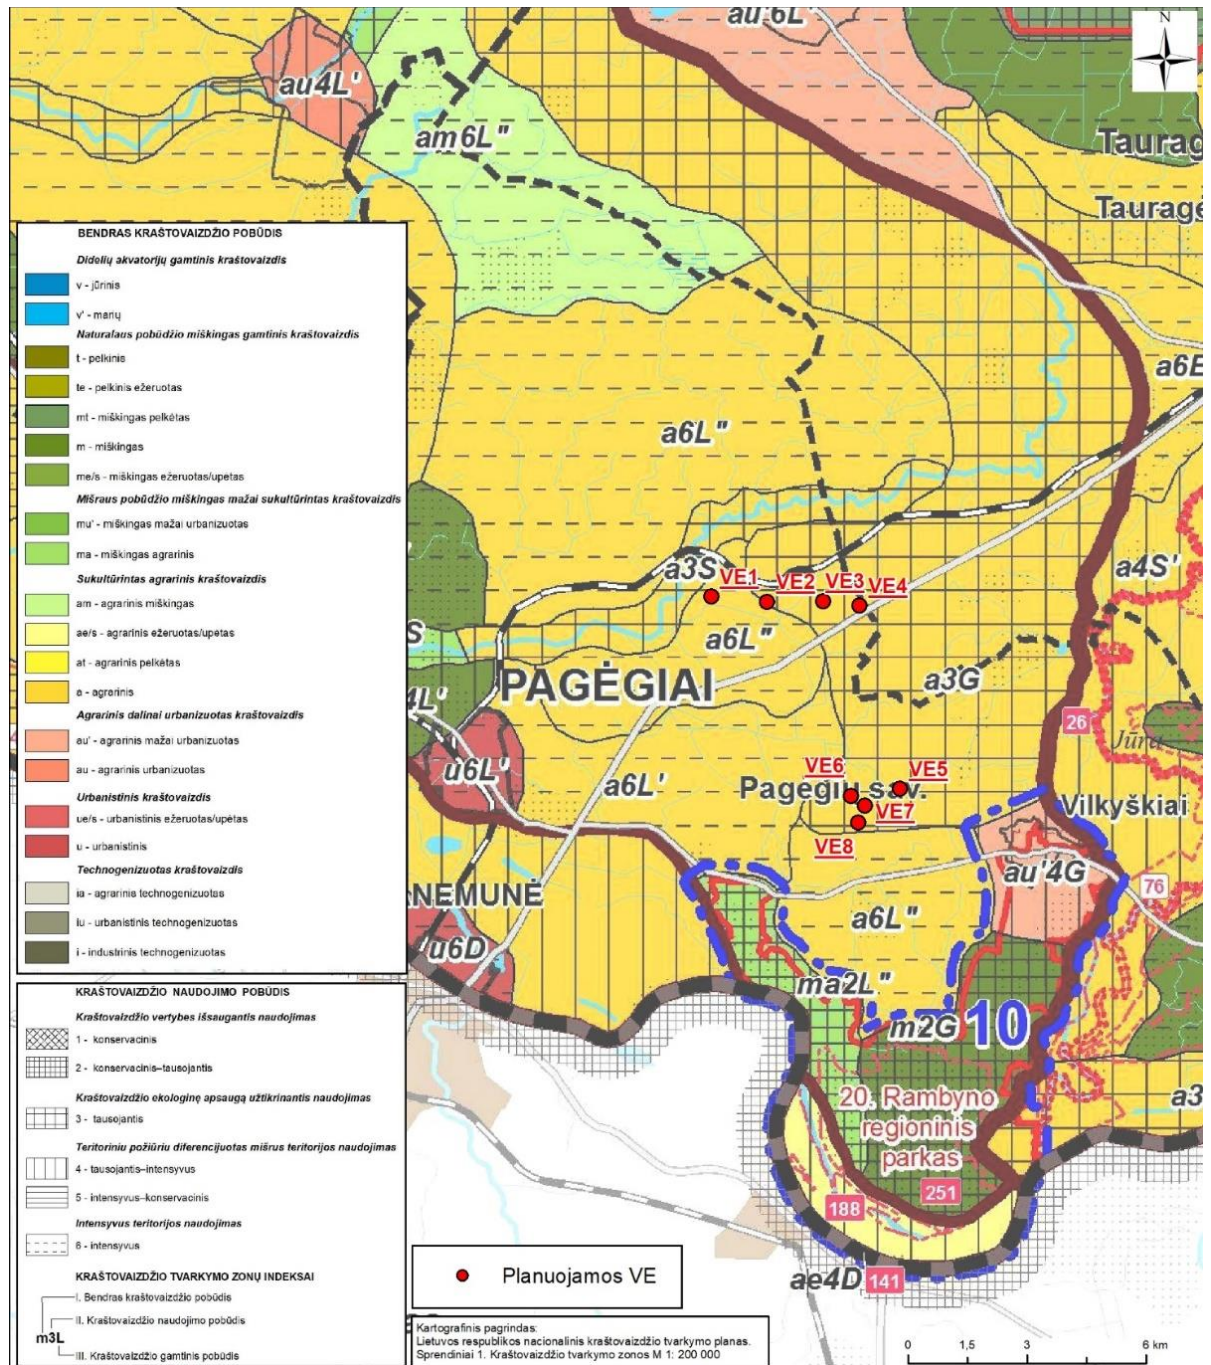 N
au'6L'
au4L'
am6L"
Taurag
Tauragė
a6E
a6L"
a3S
VE1
VE2
VE3
VE4
a6L"
a4S'
a3G
PAGĖGIAI
4L'
u6L'
a6L'
26
Jūra
VE6
VE5
Pagėgių sav.
VE7
VE8
Vilkyškiai
au'4G
76
NEMUNĖ
u6D
a6L"
ma2L"
m2G
10
a3
20. Rambyno
regioninis
parkas
251
188
ae4D
141
BENDRAS KRAŠTOVAIZDŽIO POBŪDIS
Didelių akvatorijų gamtinis kraštovaizdis
v - jūrinis
v' - marių
Natūralaus pobūdžio miškingas gamtinis kraštovaizdis
t - pelkinis
te - pelkinis ežeruotas
mt - miškingas pelkėtas
m - miškingas
me/s - miškingas ežeruotas/upėtas
Mišraus pobūdžio miškingas mažai sukultūrintas kraštovaizdis
mu' - miškingas mažai urbanizuotas
ma - miškingas agrarinis
Sukultūrintas agrarinis kraštovaizdis
am - agrarinis miškingas
ae/s - agrarinis ežeruotas/upėtas
at - agrarinis pelkėtas
a - agrarinis
Agrarinis dalinai urbanizuotas kraštovaizdis
au' - agrarinis mažai urbanizuotas
au - agrarinis urbanizuotas
Urbanistinis kraštovaizdis
ue/s - urbanistinis ežeruotas/upėtas
u - urbanistinis
Technogenizuotas kraštovaizdis
ia - agrarinis technogenizuotas
iu - urbanistinis technogenizuotas
i - industrinis technogenizuotas
KRAŠTOVAIZDŽIO NAUDOJIMO POBŪDIS
Kraštovaizdžio vertybes išsaugantis naudojimas
1 - konservacinis
2 - konservacinis–tausojantis
Kraštovaizdžio ekologinę apsaugą užtikrinantis naudojimas
3 - tausojantis
Teritoriniu požiūriu diferencijuotas mišrus teritorijos naudojimas
4 - tausojantis–intensyvus
5 - intensyvus–konservacinis
Intensyvus teritorijos naudojimas
6 - intensyvus
KRAŠTOVAIZDŽIO TVARKYMO ZONŲ INDEKSAI
I. Bendras kraštovaizdžio pobūdis
II. Kraštovaizdžio naudojimo pobūdis
m3L
III. Kraštovaizdžio gamtinis pobūdis
Planuojamos VE
Kartografinis pagrindas:
Lietuvos respublikos nacionalinis kraštovaizdžio tvarkymo planas.
Sprendiniai 1. Kraštovaizdžio tvarkymo zonos M 1: 200 000
0 1,5 3 6 km